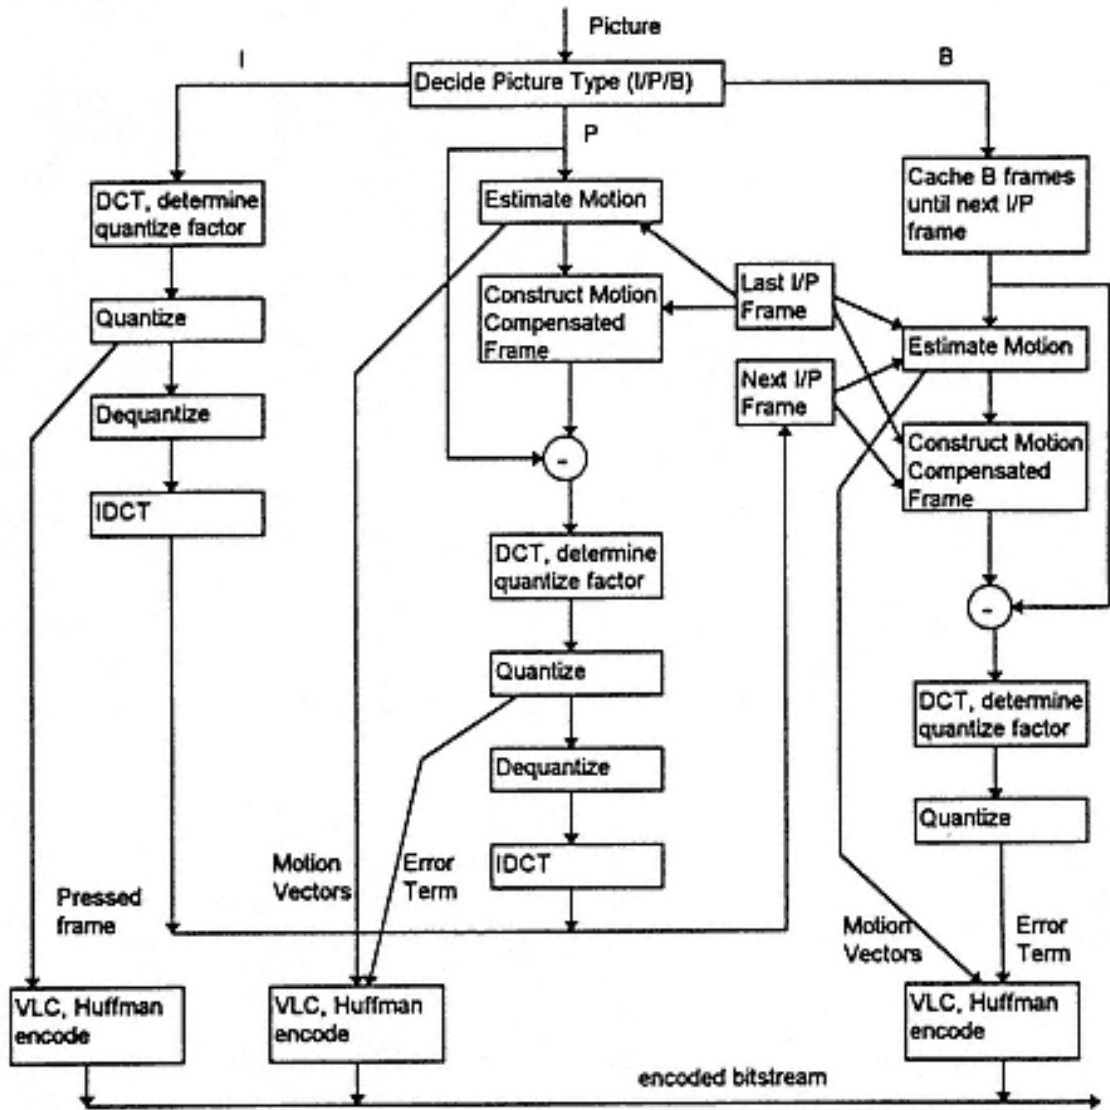 Picture
I
B
Decide Picture Type (I/P/B)
P
DCT, determine
quantize factor
Quantize
Dequantize
IDCT
Pressed
frame
VLC, Huffman
encode
Estimate Motion
Construct Motion
Compensated
Frame
-
DCT, determine
quantize factor
Quantize
Dequantize
IDCT
Motion
Vectors
Error
Term
VLC, Huffman
encode
Last I/P
Frame
Next I/P
Frame
Cache B frames
until next I/P
frame
Estimate Motion
Construct Motion
Compensated
Frame
-
DCT, determine
quantize factor
Quantize
Motion
Vectors
Error
Term
VLC, Huffman
encode
encoded bitstream